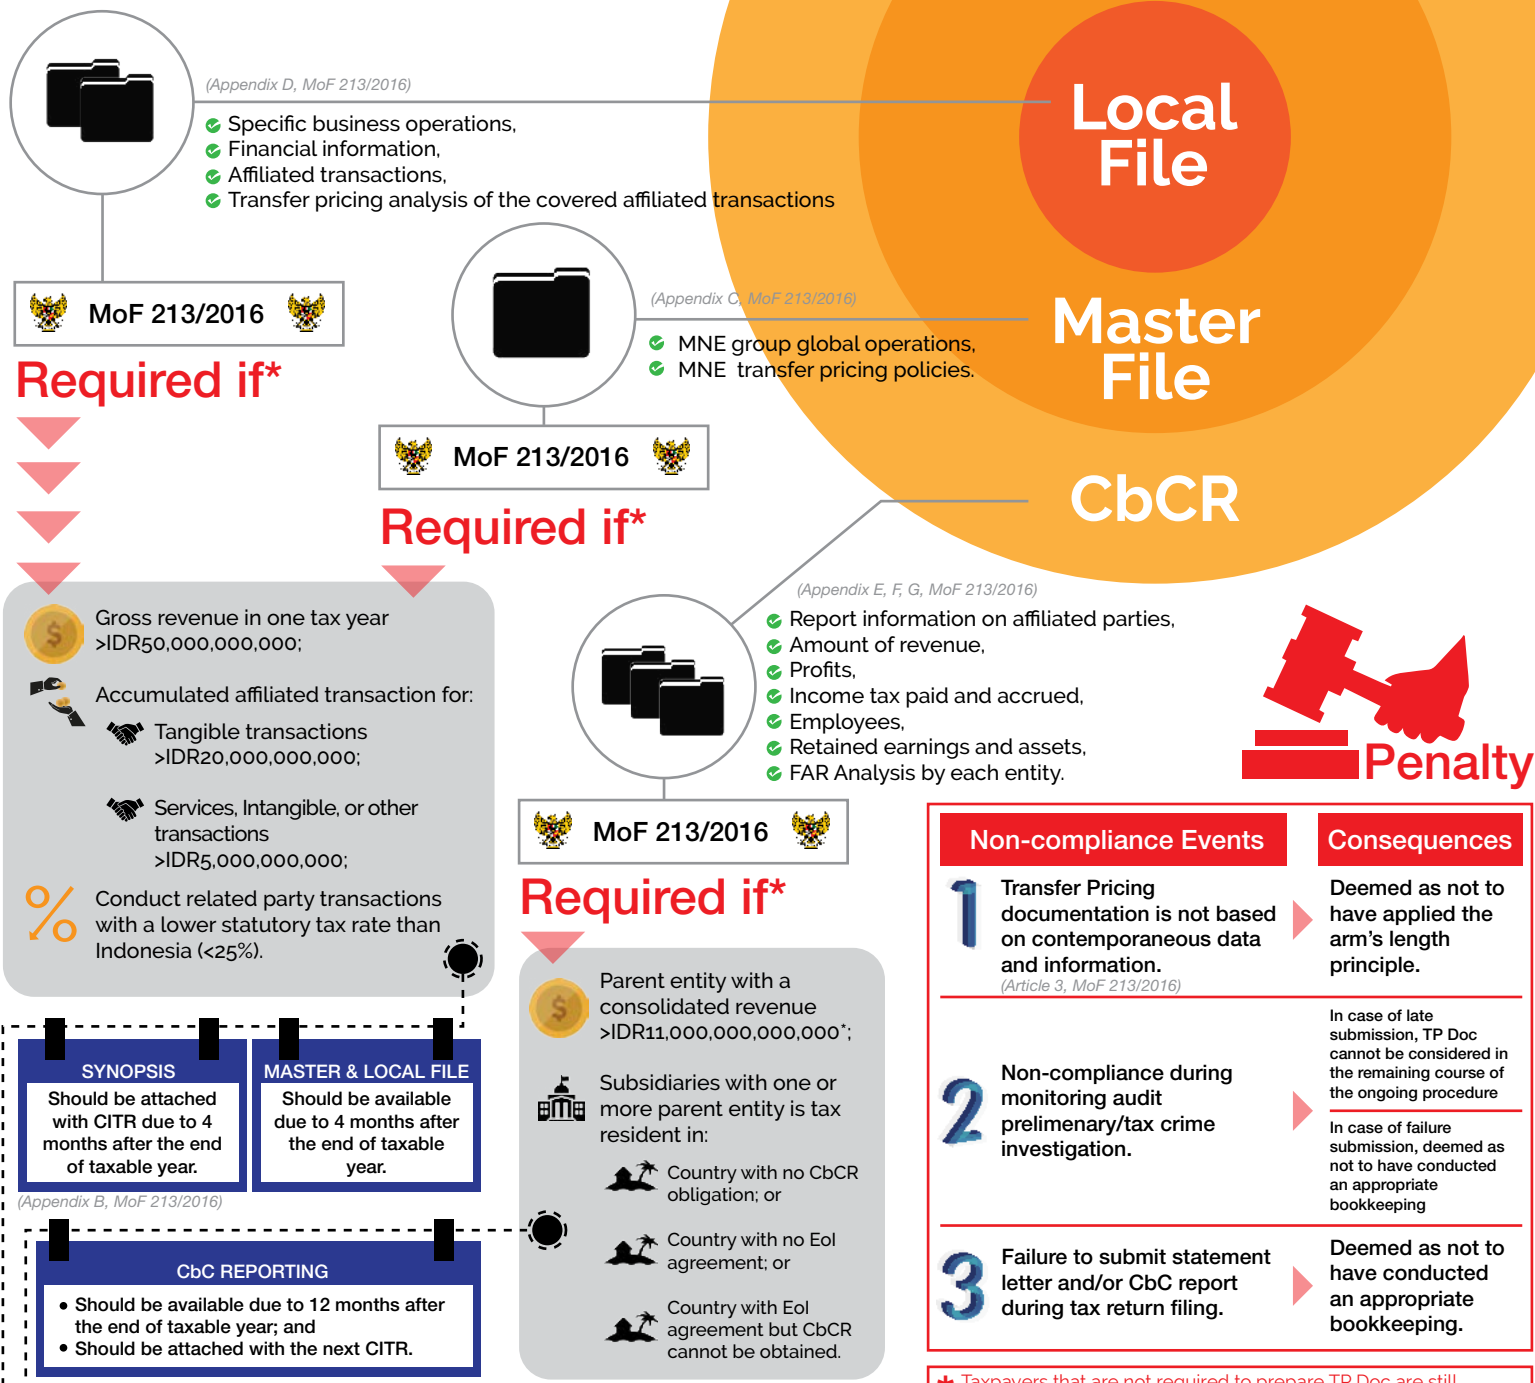 Local
File
Master
File
CbCR
(Appendix D, MoF 213/2016)
Specific business operations,
Financial information,
Affiliated transactions,
Transfer pricing analysis of the covered affiliated transactions
MoF 213/2016
Required if*
(Appendix C, MoF 213/2016)
MNE group global operations,
MNE transfer pricing policies.
MoF 213/2016
Required if*
Gross revenue in one tax year
>IDR50,000,000,000;
Accumulated affiliated transaction for:
Tangible transactions
>IDR20,000,000,000;
Services, Intangible, or other
transactions
>IDR5,000,000,000;
Conduct related party transactions
with a lower statutory tax rate than
Indonesia (<25%).
(Appendix E, F, G, MoF 213/2016)
Report information on affiliated parties,
Amount of revenue,
Profits,
Income tax paid and accrued,
Employees,
Retained earnings and assets,
FAR Analysis by each entity.
MoF 213/2016
Required if*
Parent entity with a
consolidated revenue
>IDR11,000,000,000,000*;
Subsidiaries with one or
more parent entity is tax
resident in:
Country with no CbCR
obligation; or
Country with no EoI
agreement; or
Country with EoI
agreement but CbCR
cannot be obtained.
SYNOPSIS
Should be attached
with CITR due to 4
months after the end
of taxable year.
(Appendix B, MoF 213/2016)
MASTER & LOCAL FILE
Should be available
due to 4 months after
the end of taxable
year.
CbC REPORTING
• Should be available due to 12 months after
the end of taxable year; and
• Should be attached with the next CITR.
Penalty
Non-compliance Events
Consequences
1
Transfer Pricing
documentation is not based
on contemporaneous data
and information.
(Article 3, MoF 213/2016)
Deemed as not to
have applied the
arm's length
principle.
2
Non-compliance during
monitoring audit
prelimenary/tax crime
investigation.
In case of late
submission, TP Doc
cannot be considered in
the remaining course of
the ongoing procedure
In case of failure
submission, deemed as
not to have conducted
an appropriate
bookkeeping
3
Failure to submit statement
letter and/or CbC report
during tax return filing.
Deemed as not to
have conducted
an appropriate
bookkeeping.
* Taxpayers that are not required to prepare TP Doc are still